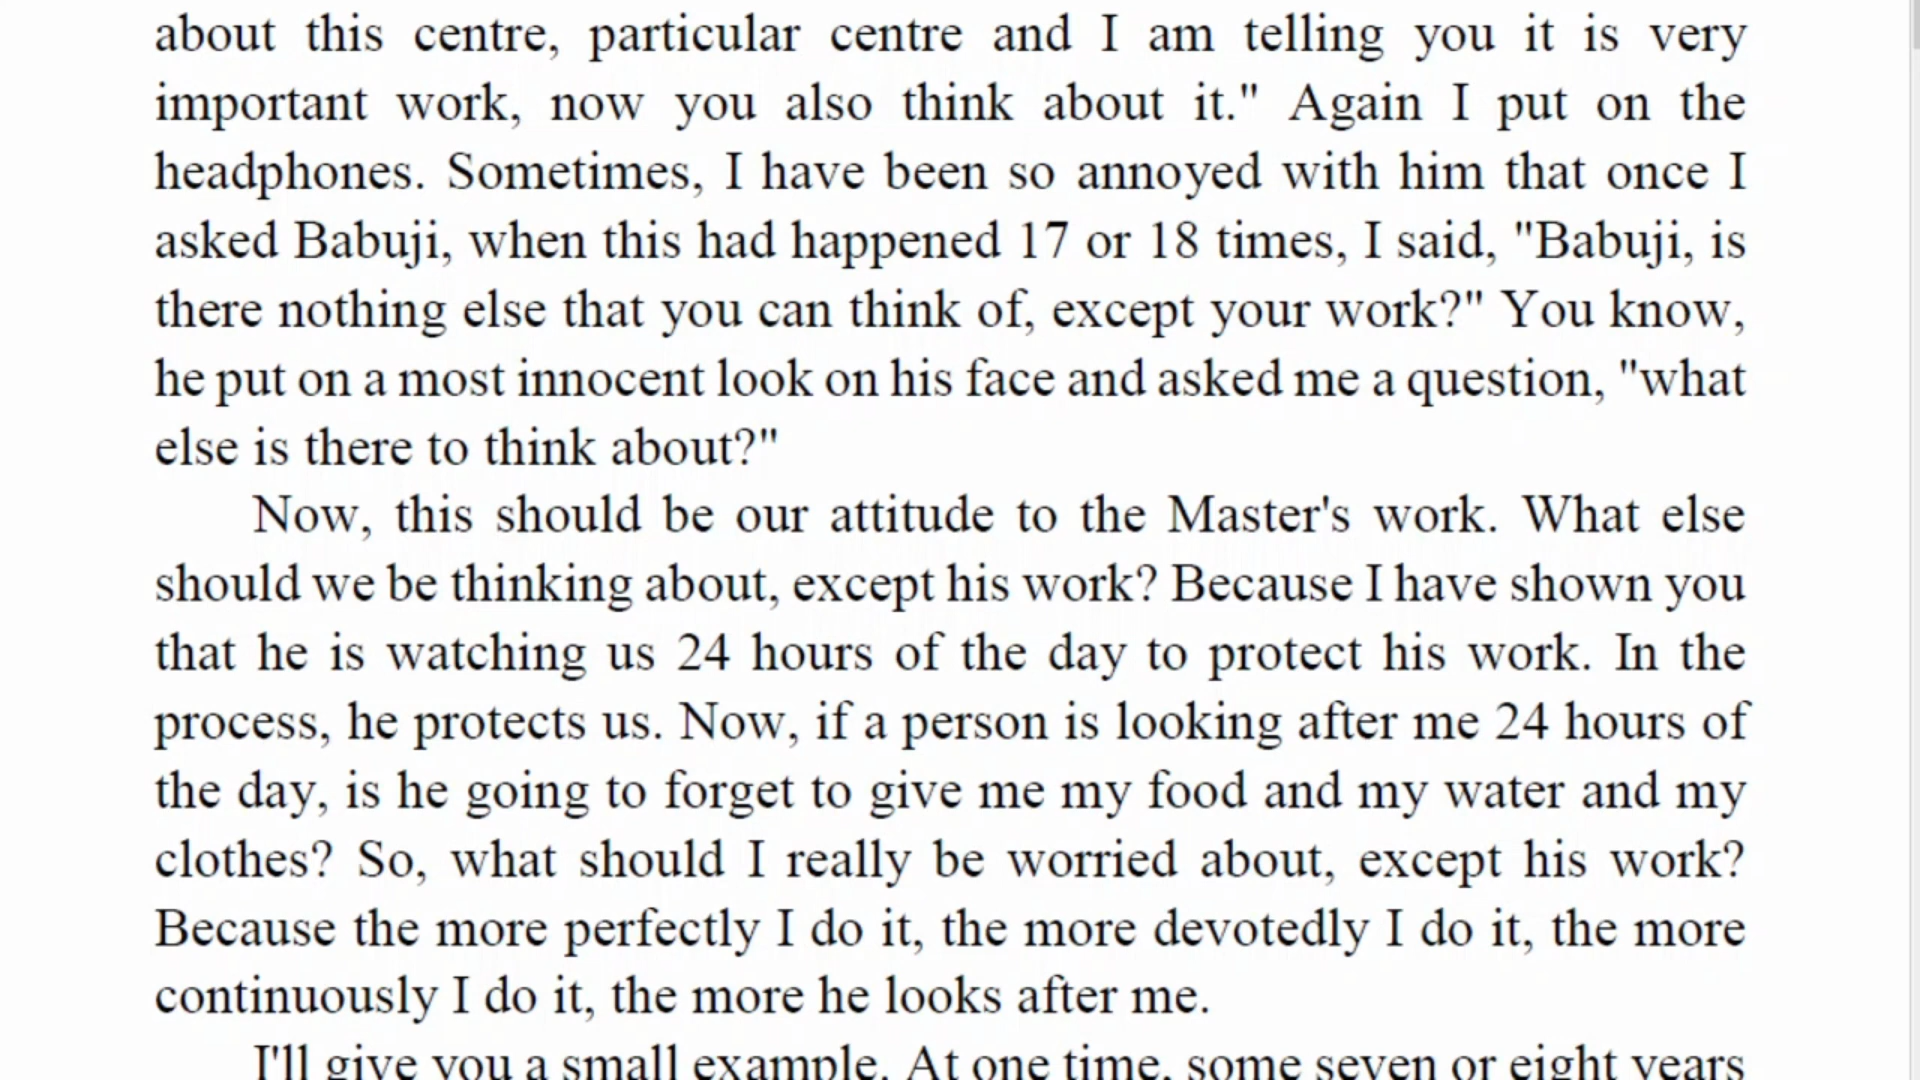 about this centre, particular centre and I am telling you it is very
important work, now you also think about it." Again I put on the
headphones. Sometimes, I have been so annoyed with him that once I
asked Babuji, when this had happened 17 or 18 times, I said, "Babuji, is
there nothing else that you can think of, except your work?" You know,
he put on a most innocent look on his face and asked me a question, "what
else is there to think about?"
Now, this should be our attitude to the Master's work. What else
should we be thinking about, except his work? Because I have shown you
that he is watching us 24 hours of the day to protect his work. In the
process, he protects us. Now, if a person is looking after me 24 hours of
the day, is he going to forget to give me my food and my water and my
clothes? So, what should I really be worried about, except his work?
Because the more perfectly I do it, the more devotedly I do it, the more
continuously I do it, the more he looks after me.
I'll give you a small example. At one time, some seven or eight years